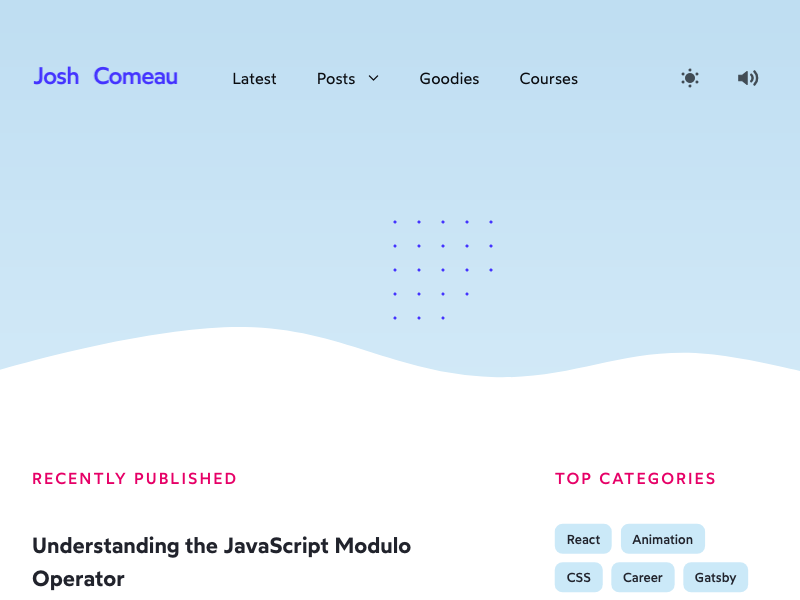 Josh Comeau Latest Posts Goodies Courses
RECENTLY PUBLISHED
Understanding the JavaScript Modulo
Operator
TOP CATEGORIES
React Animation
CSS Career Gatsby